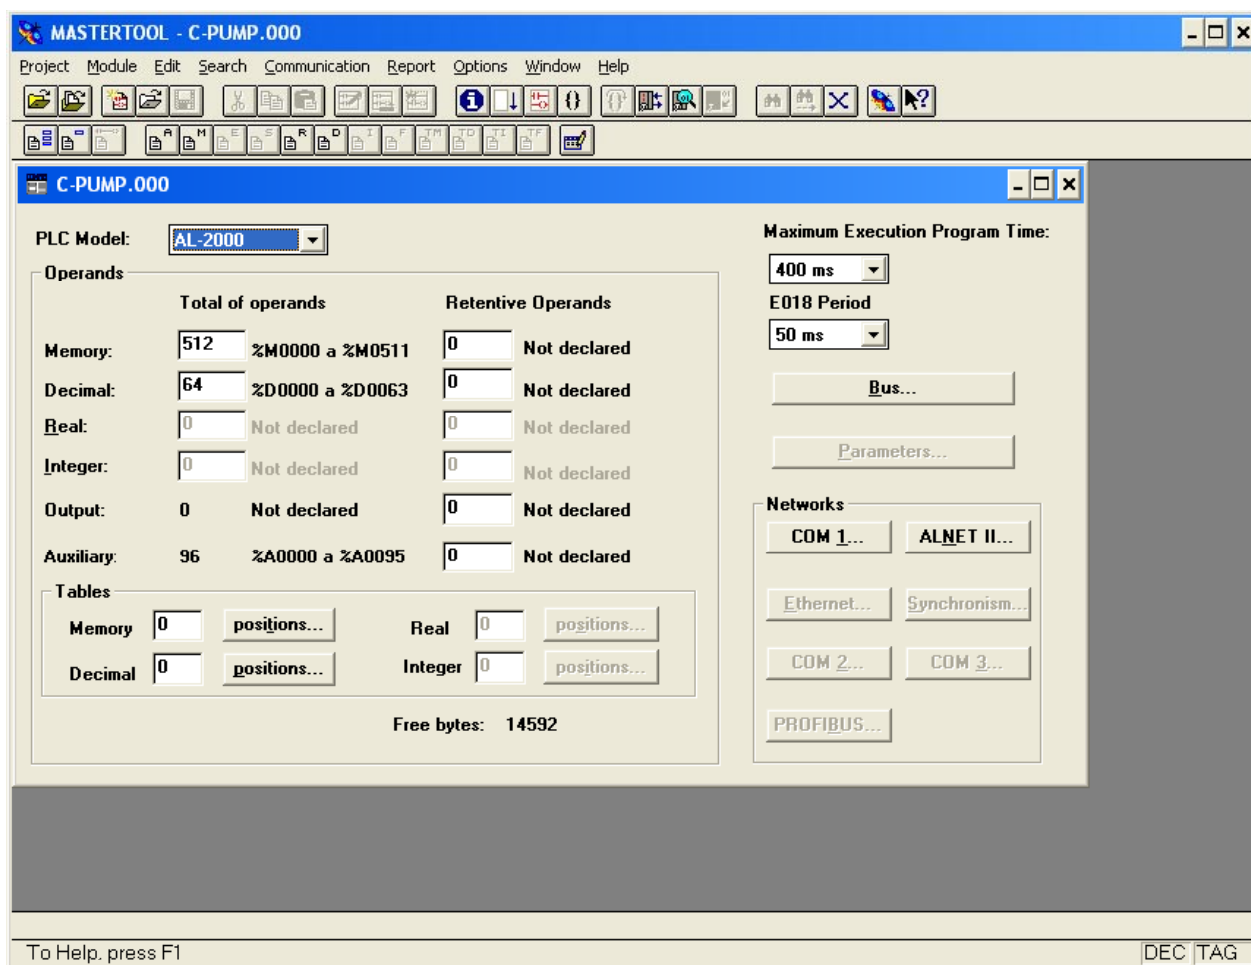 MASTERTOOL - C-PUMP.000
Project Module Edit Search Communication Report Options Window Help
A M E S R D I F TM TD TI TF
C-PUMP.000
PLC Model: AL-2000
Maximum Execution Program Time:
400 ms
E018 Period
50 ms
Operands
Total of operands Retentive Operands
Memory: 512 %M0000 a %M0511 0 Not declared
Decimal: 64 %D0000 a %D0063 0 Not declared
Real: 0 Not declared 0 Not declared
Integer: 0 Not declared 0 Not declared
Output: 0 Not declared 0 Not declared
Auxiliary: 96 %A0000 a %A0095 0 Not declared
Tables
Memory 0 positions... Real 0 positions...
Decimal 0 positions... Integer 0 positions...
Free bytes: 14592
Bus...
Parameters...
Networks
COM 1... ALNET II...
Ethernet... Synchronism...
COM 2... COM 3...
PROFIBUS...
To Help, press F1 DEC TAG